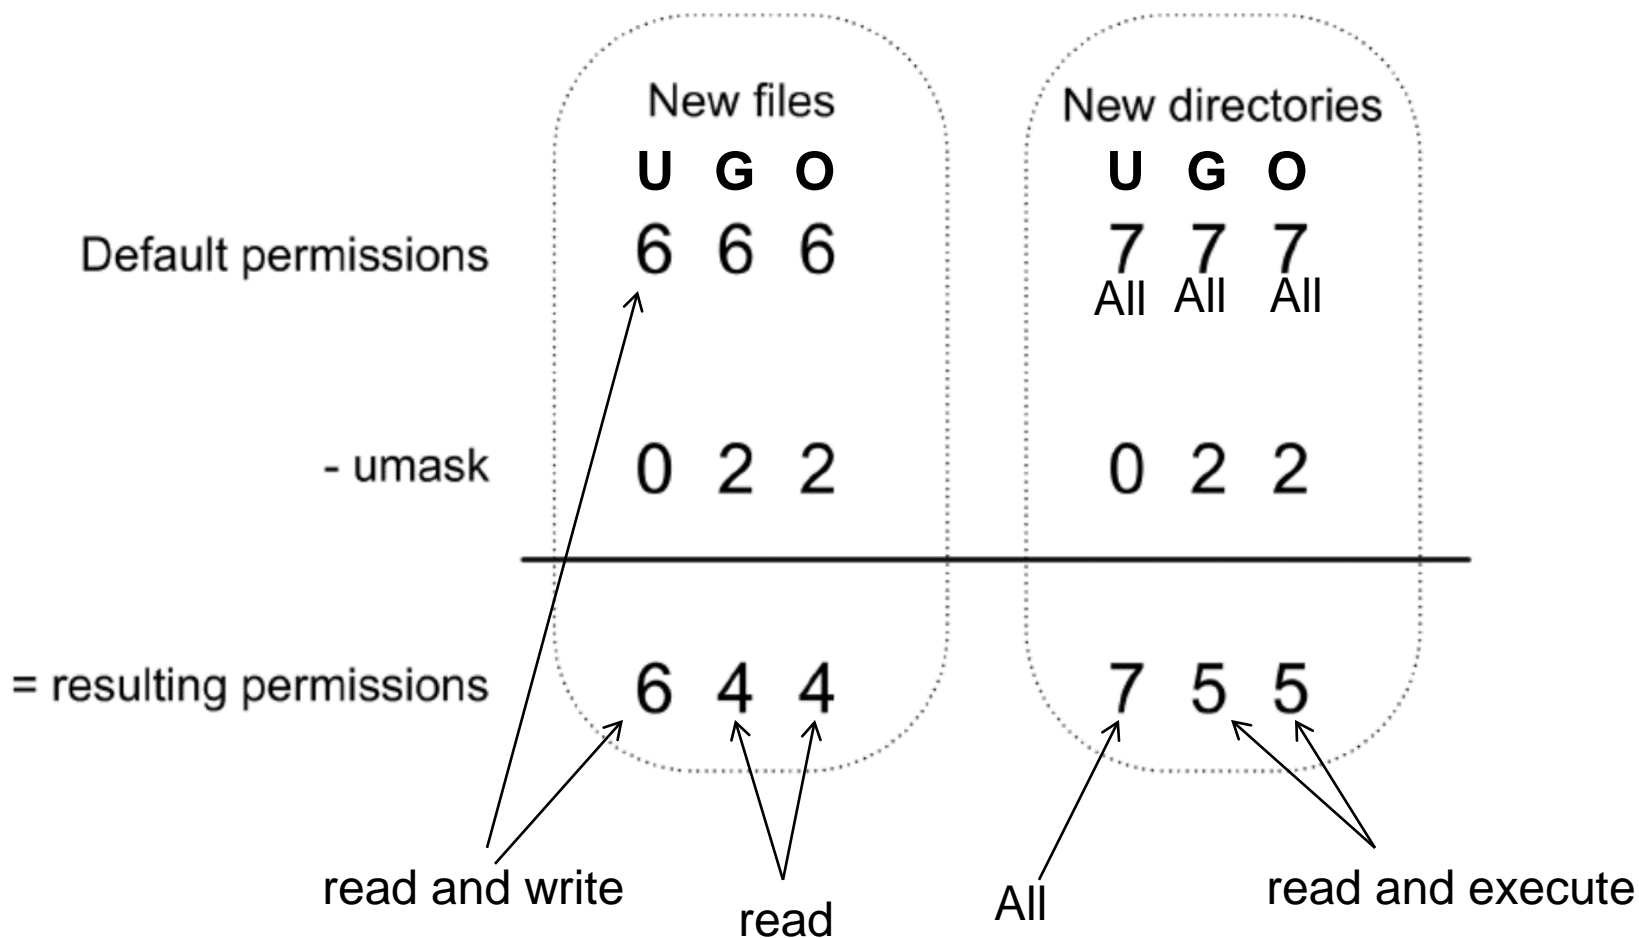 New files New directories
U G O U G O
Default permissions 6 6 6 7 7 7
All All All
- umask 0 2 2 0 2 2
= resulting permissions 6 4 4 7 5 5
read and write read All read and execute